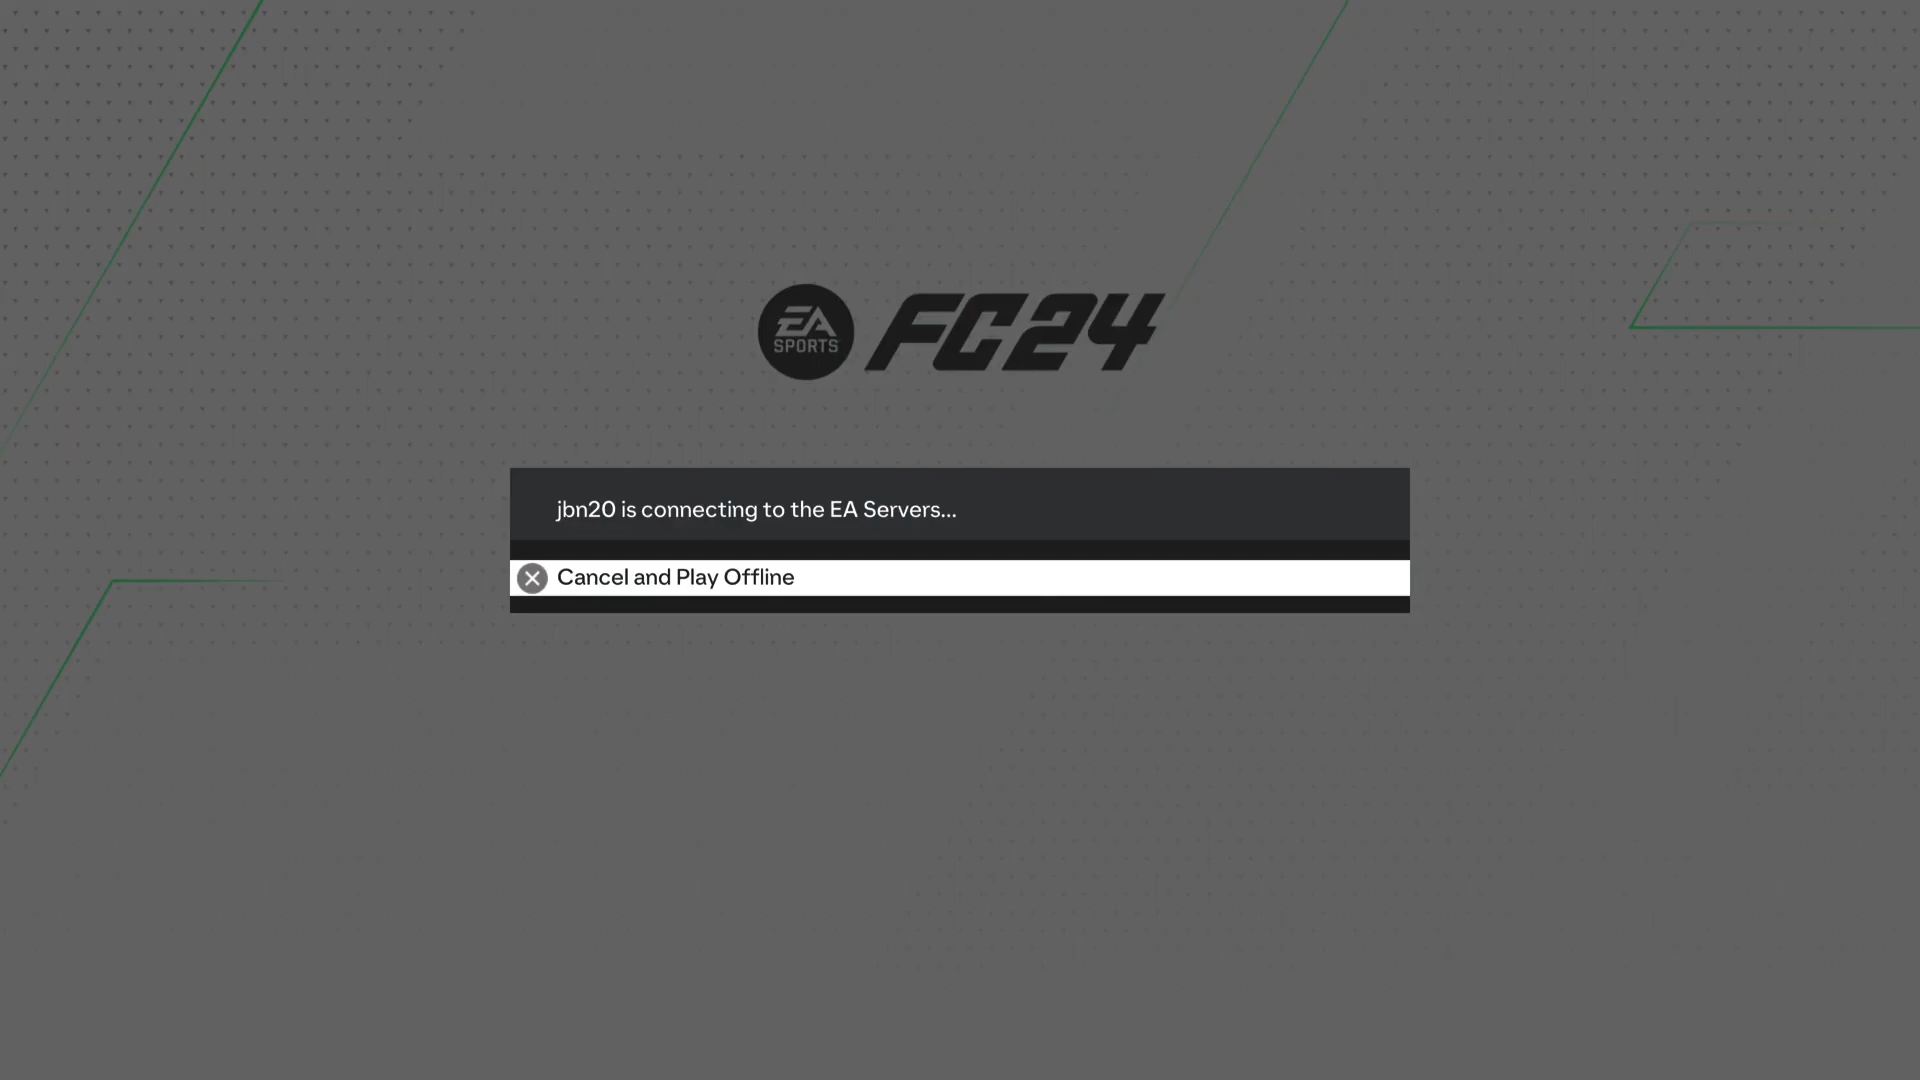 EA
SPORTS
FC24
jbn20 is connecting to the EA Servers...
Cancel and Play Offline